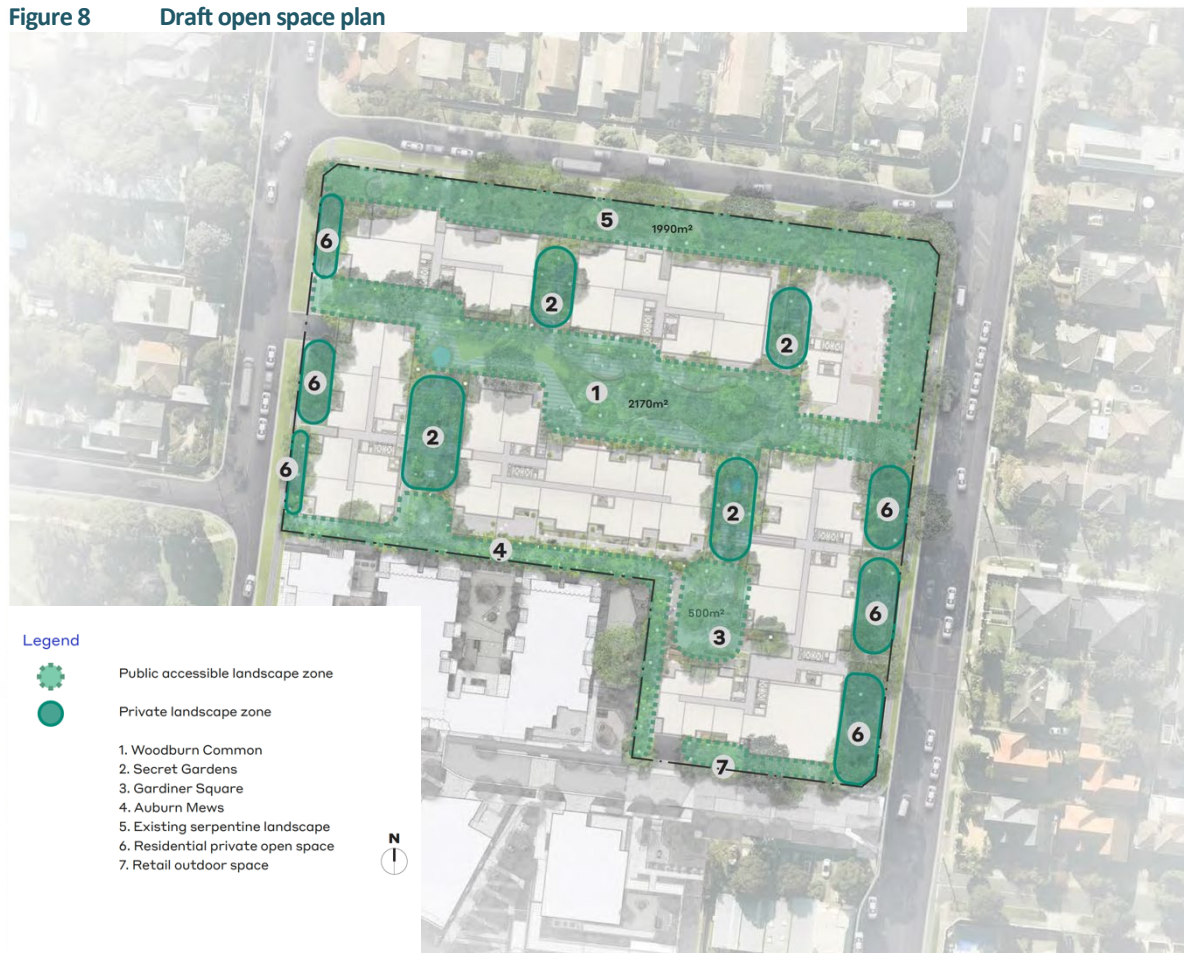 Figure 8 Draft open space plan
5
1990m²
6
2
2
6
1
2170m²
2
6
2
6
4
500m²
3
6
6
7
Legend
Public accessible landscape zone
Private landscape zone
1. Woodburn Common
2. Secret Gardens
3. Gardiner Square
4. Auburn Mews
5. Existing serpentine landscape
6. Residential private open space
7. Retail outdoor space
N